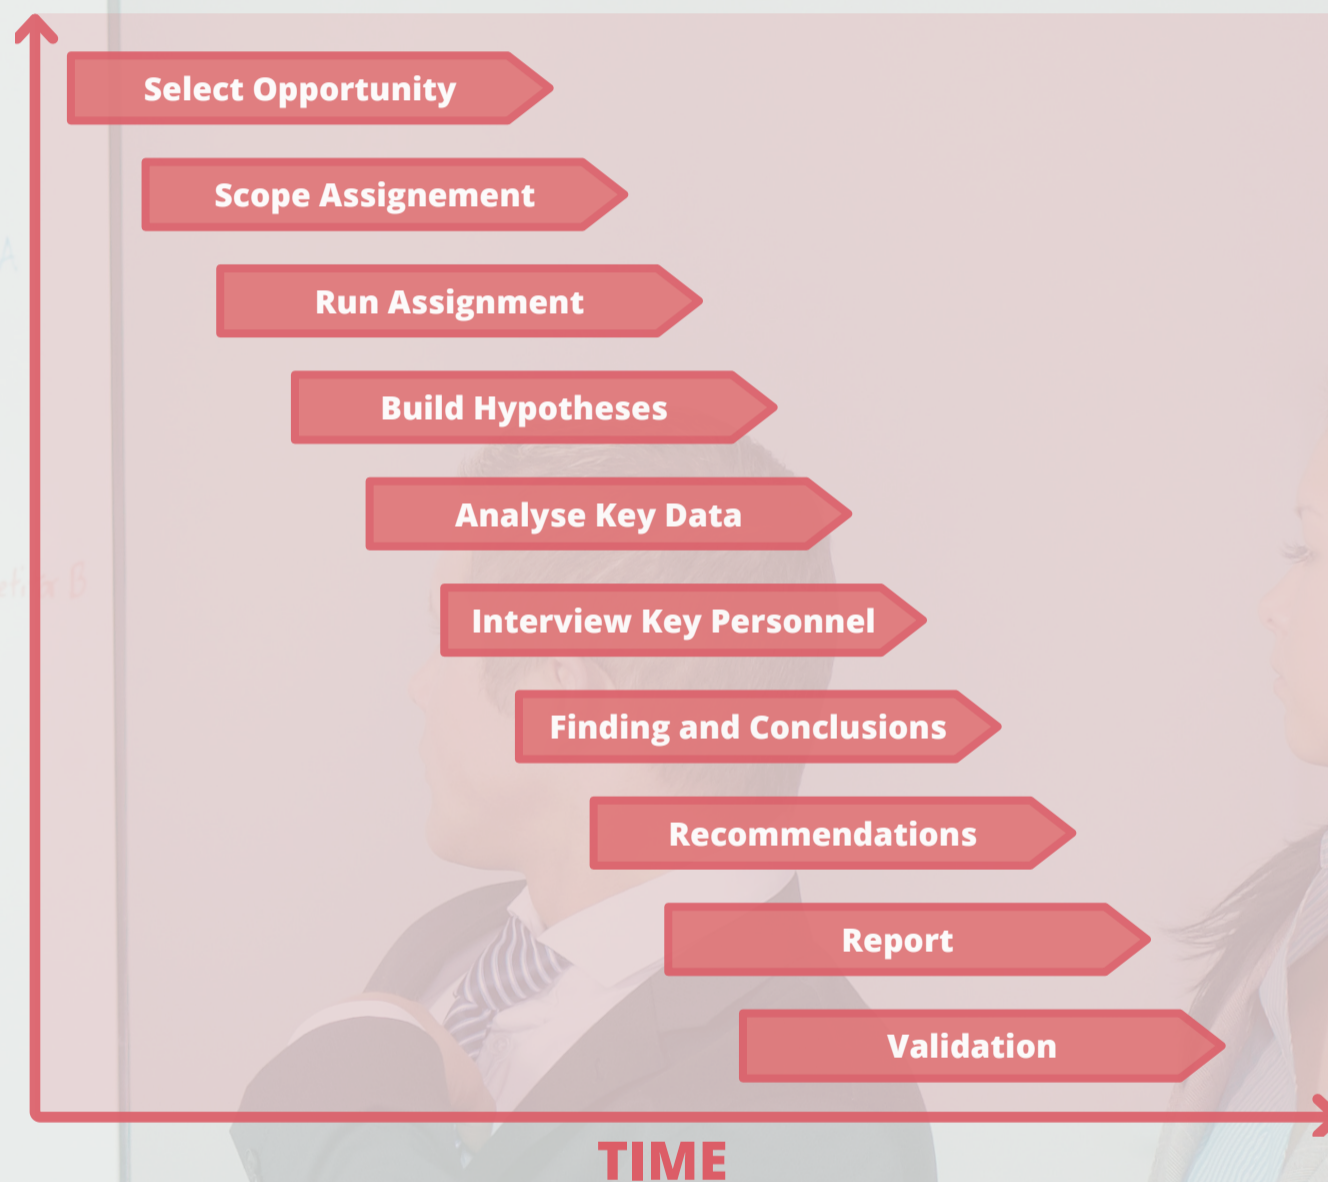 Select Opportunity
Scope Assignement
Run Assignment
Build Hypotheses
Analyse Key Data
Interview Key Personnel
Finding and Conclusions
Recommendations
Report
Validation
TIME